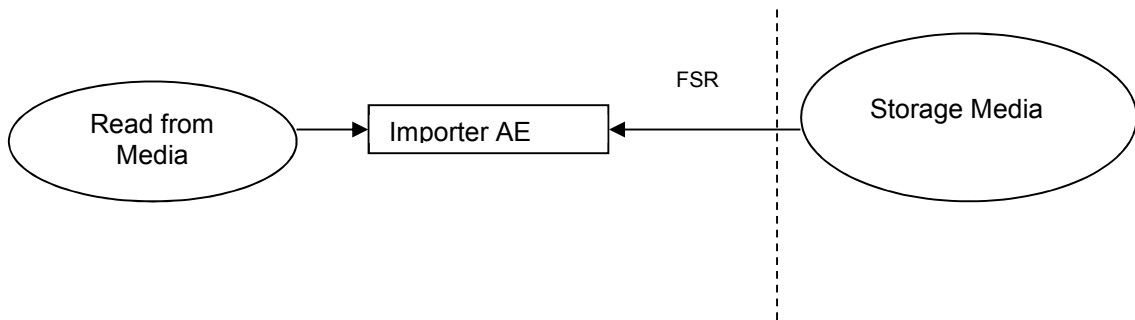 FSR
Storage Media
Read from
Media
Importer AE